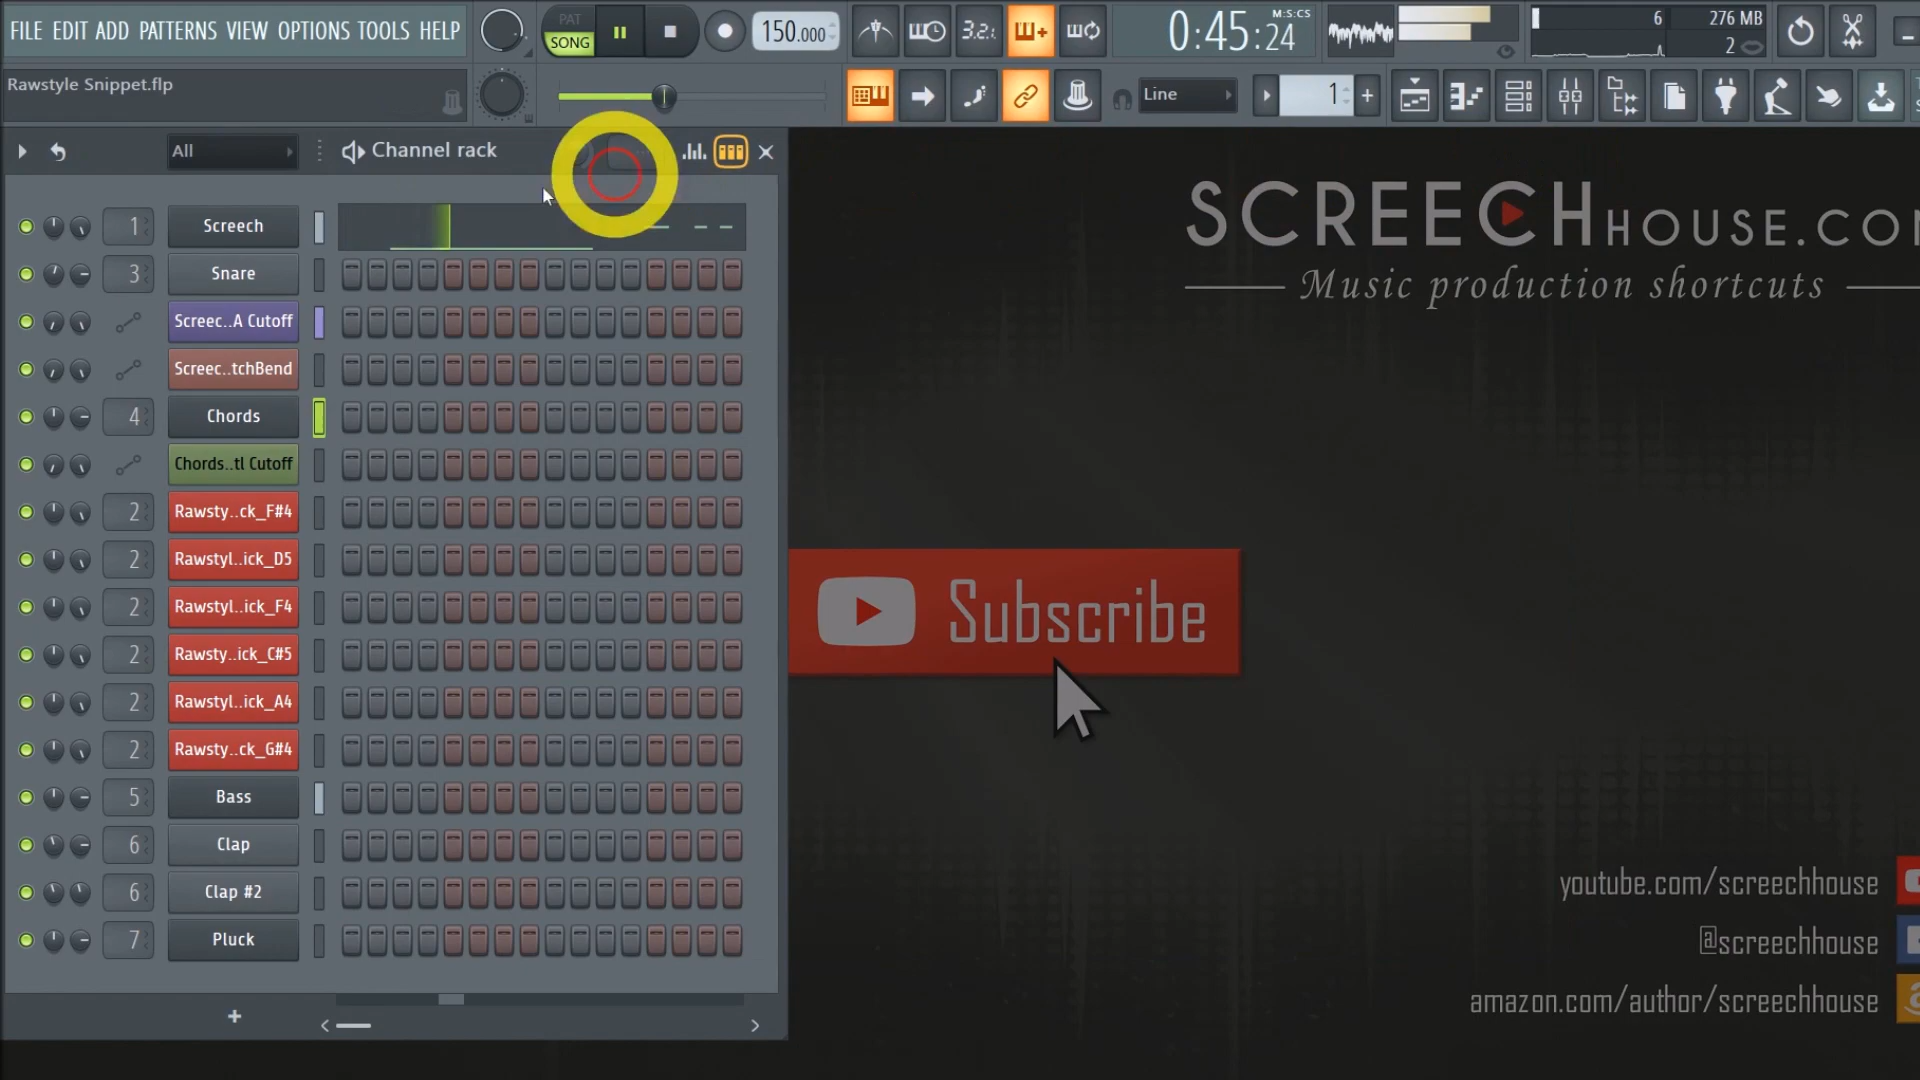 FILE EDIT ADD PATTERNS VIEW OPTIONS TOOLS HELP
PAT
SONG
150.000
3.2.
0:45:24
M:S:CS
6
276 MB
2
Rawstyle Snippet.flp
Line
1
All
Channel rack
1 Screech
3 Snare
Screec..A Cutoff
Screec..tchBend
4 Chords
Chords..tl Cutoff
2 Rawsty..ck_F#4
2 Rawstyl..ick_D5
2 Rawstyl..ick_F4
2 Rawsty..ick_C#5
2 Rawstyl..ick_A4
2 Rawsty..ck_G#4
5 Bass
6 Clap
6 Clap #2
7 Pluck
SCREECHHOUSE.CO
Music production shortcuts
Subscribe
youtube.com/screechhouse
@screechhouse
amazon.com/author/screechhouse